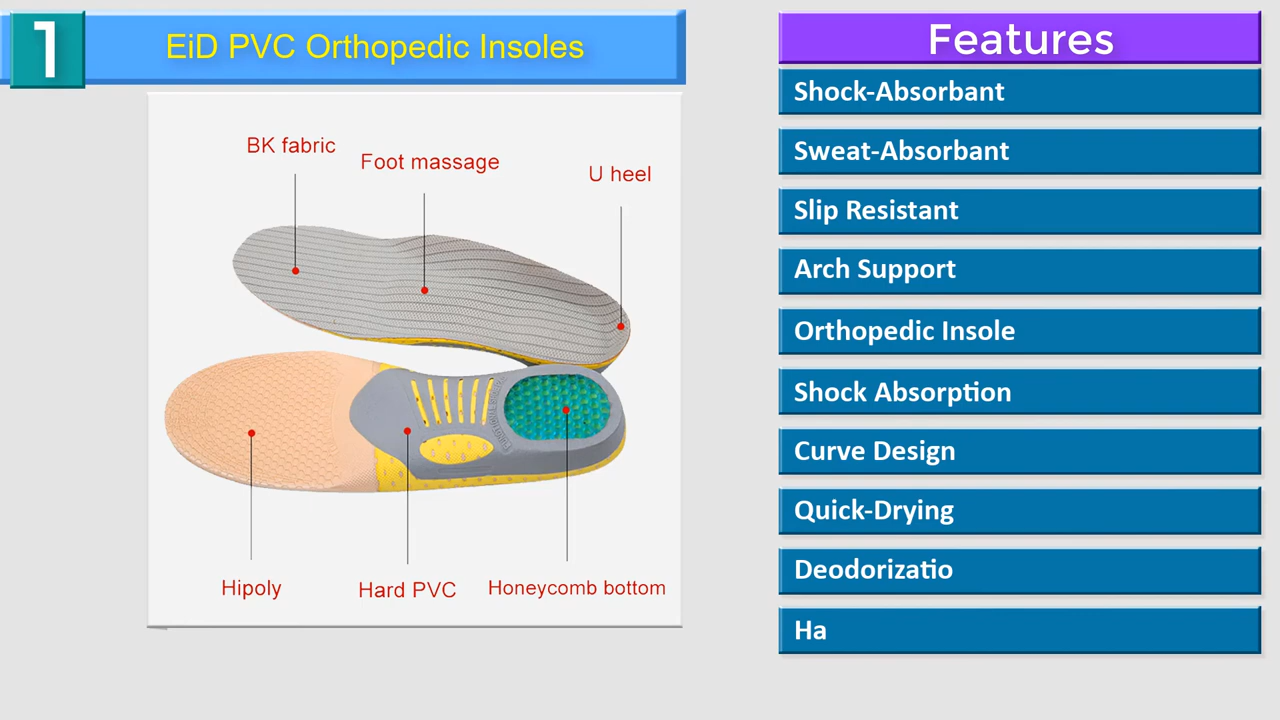 1
EiD PVC Orthopedic Insoles
BK fabric
Foot massage
U heel
Hipoly
Hard PVC
Honeycomb bottom
Features
Shock-Absorbant
Sweat-Absorbant
Slip Resistant
Arch Support
Orthopedic Insole
Shock Absorption
Curve Design
Quick-Drying
Deodorizatio
Ha